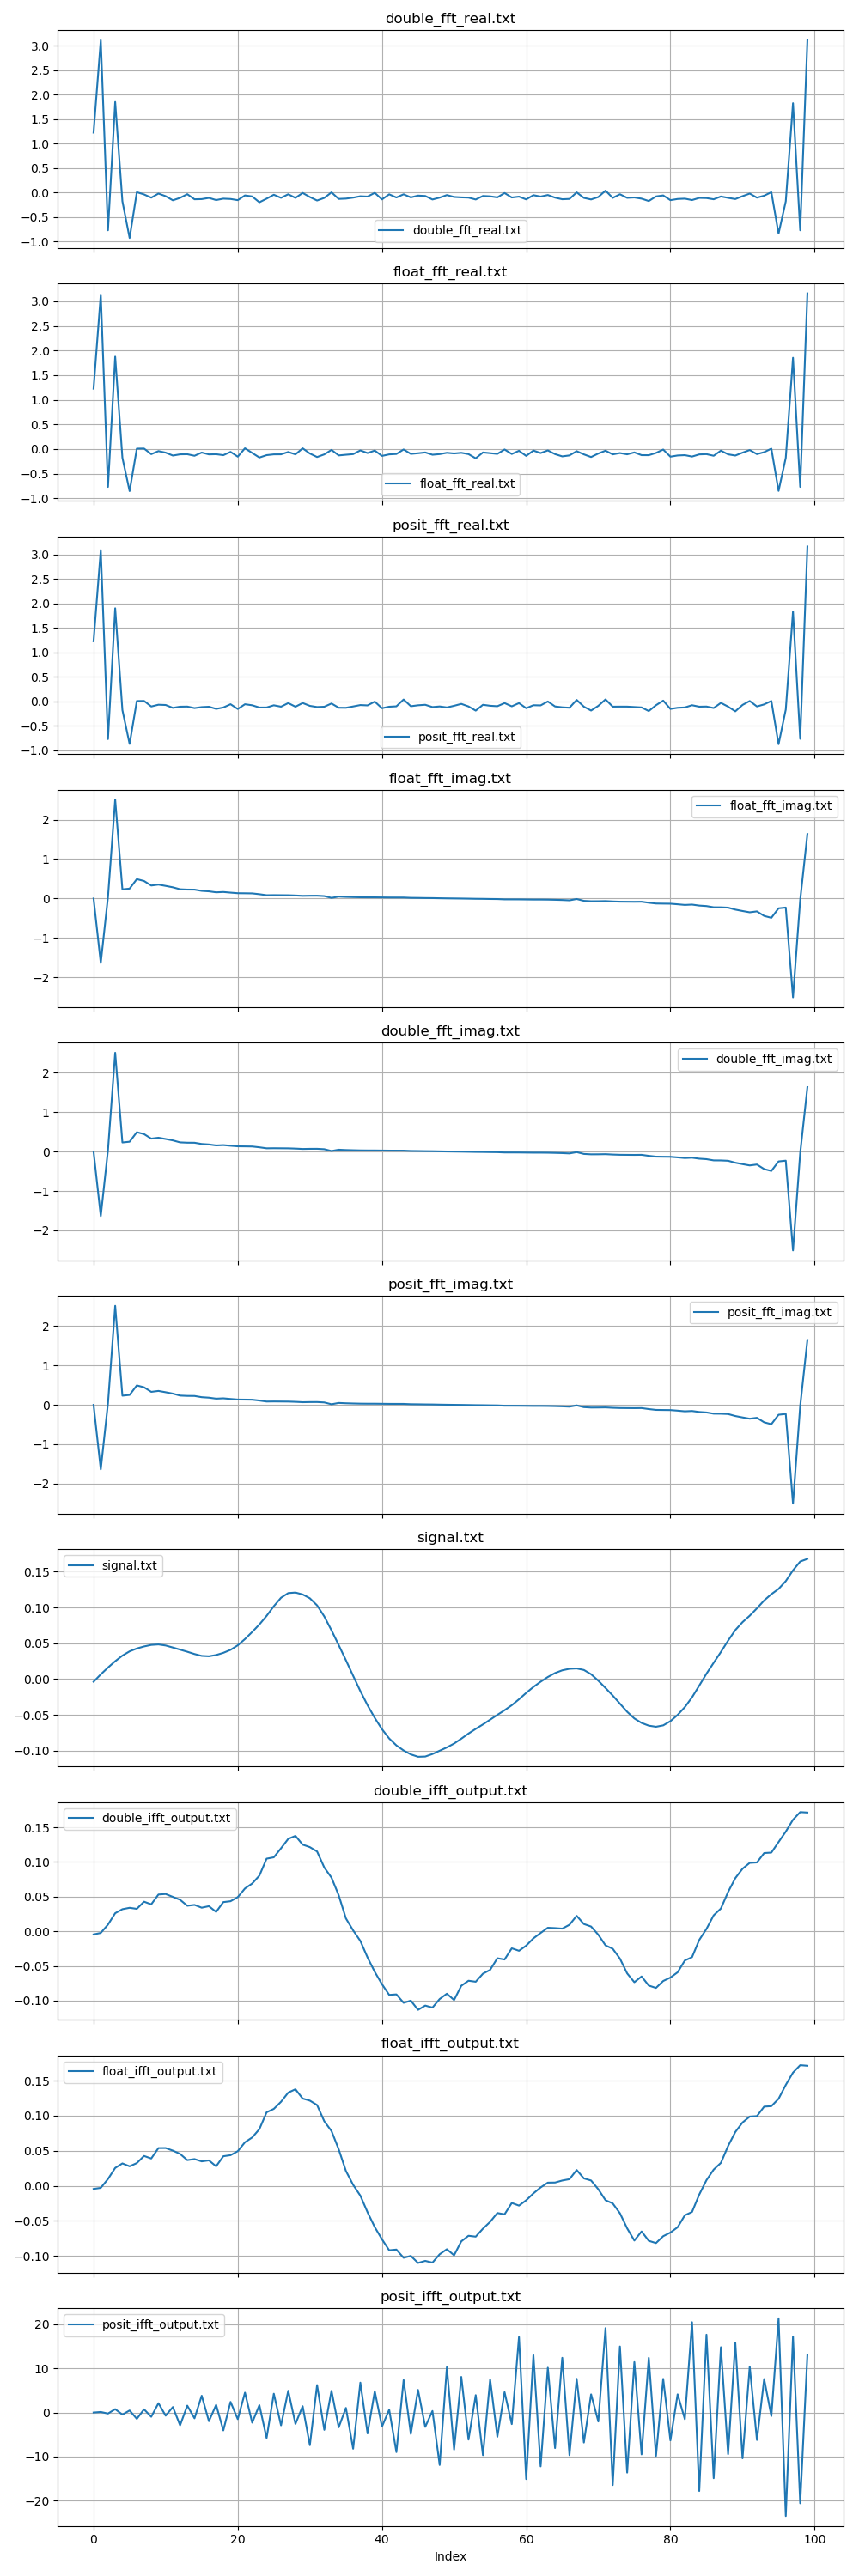 double_fft_real.txt
3.0
2.5
2.0
1.5
1.0
0.5
0.0
−0.5
−1.0
double_fft_real.txt
float_fft_real.txt
3.0
2.5
2.0
1.5
1.0
0.5
0.0
−0.5
−1.0
float_fft_real.txt
posit_fft_real.txt
3.0
2.5
2.0
1.5
1.0
0.5
0.0
−0.5
−1.0
posit_fft_real.txt
float_fft_imag.txt
2
1
0
−1
−2
float_fft_imag.txt
double_fft_imag.txt
2
1
0
−1
−2
double_fft_imag.txt
posit_fft_imag.txt
2
1
0
−1
−2
posit_fft_imag.txt
signal.txt
0.15
0.10
0.05
0.00
−0.05
−0.10
signal.txt
double_ifft_output.txt
0.15
0.10
0.05
0.00
−0.05
−0.10
double_ifft_output.txt
float_ifft_output.txt
0.15
0.10
0.05
0.00
−0.05
−0.10
float_ifft_output.txt
posit_ifft_output.txt
20
10
0
−10
−20
posit_ifft_output.txt
0 20 40 60 80 100
Index